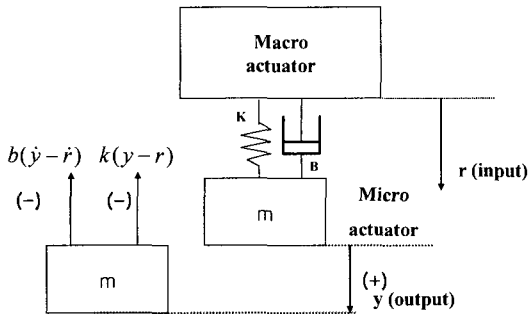 Macro
actuator
K
B
b(ẏ − ṙ) k(y − r)
(−) (−)
r (input)
m
Micro
actuator
m
(+)
y (output)